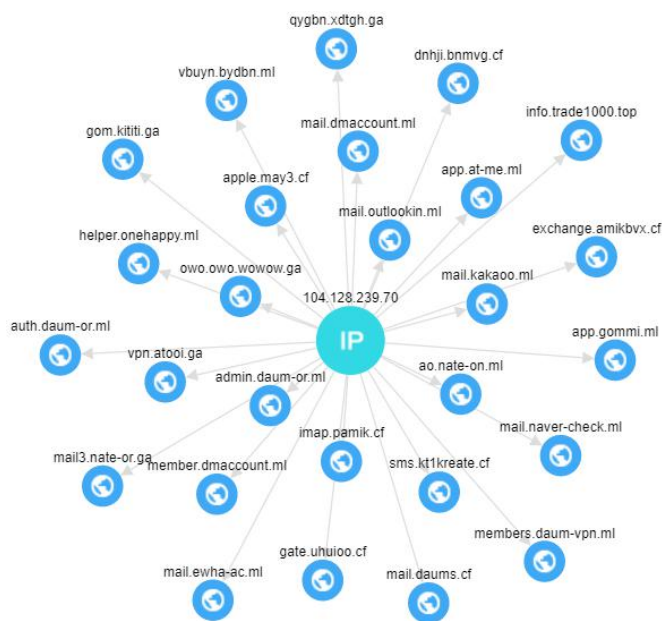 qygbn.xdtgh.ga
dnhji.bnmvg.cf
vbuyn.bydbn.ml
info.trade1000.top
mail.dmaccount.ml
gom.kititi.ga
apple.may3.cf
app.at-me.ml
mail.outlookin.ml
exchange.amikbvx.cf
helper.onehappy.ml
owo.owo.wowow.ga
mail.kakaoo.ml
104.128.239.70
IP
auth.daum-or.ml
app.gommi.ml
vpn.atooi.ga
admin.daum-or.ml
ao.nate-on.ml
mail.naver-check.ml
imap.pamik.cf
mail3.nate-or.ga
member.dmaccount.ml
sms.kt1kreate.cf
members.daum-vpn.ml
gate.uhuioo.cf
mail.ewha-ac.ml
mail.daums.cf